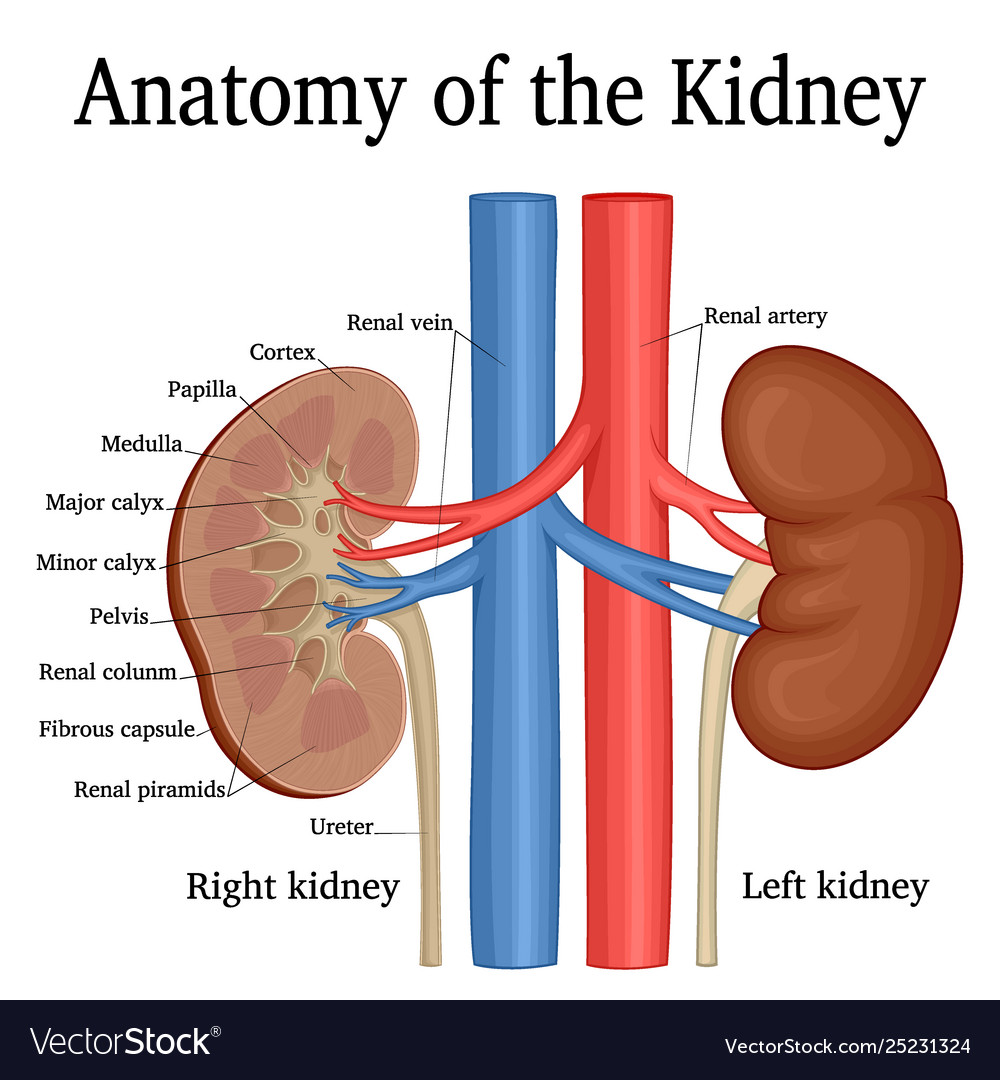 Anatomy of the Kidney
Renal vein
Renal artery
Cortex
Papilla
Medulla
Major calyx
Minor calyx
Pelvis
Renal colunm
Fibrous capsule
Renal piramids
Ureter
Right kidney
Left kidney
VectorStock®
VectorStock.com/25231324